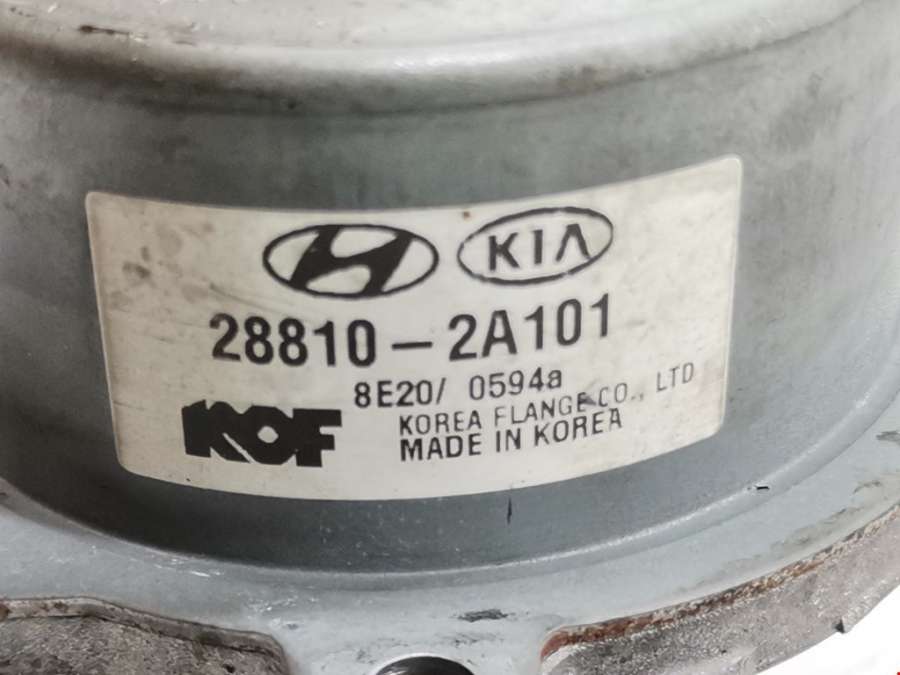 KIA
28810-2A101
8E20/ 0594a
KOF
KOREA FLANGE CO., LTD
MADE IN KOREA